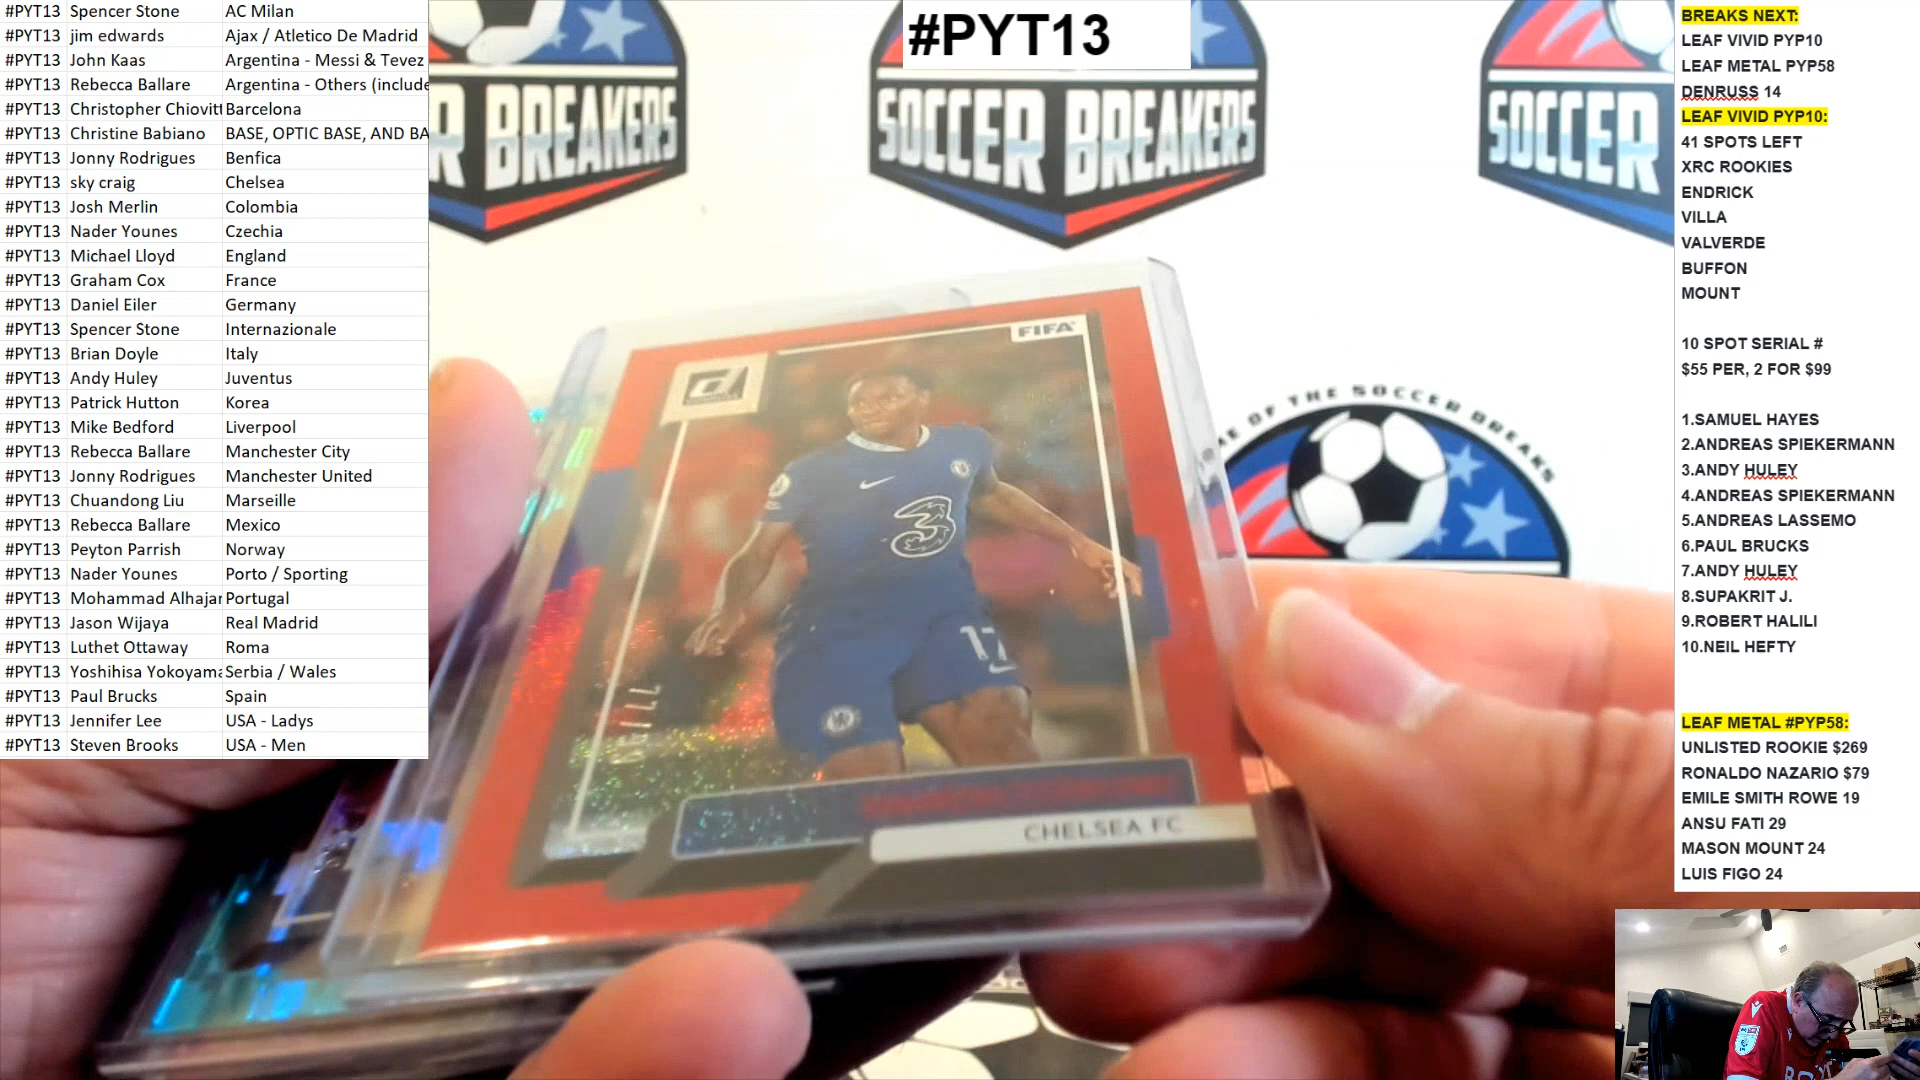 #PYT13 Spencer Stone AC Milan
#PYT13 jim edwards Ajax / Atletico De Madrid
#PYT13 John Kaas Argentina - Messi & Tevez
#PYT13 Rebecca Ballare Argentina - Others (include
#PYT13 Christopher Chiovitt Barcelona
#PYT13 Christine Babiano BASE, OPTIC BASE, AND BA
#PYT13 Jonny Rodrigues Benfica
#PYT13 sky craig Chelsea
#PYT13 Josh Merlin Colombia
#PYT13 Nader Younes Czechia
#PYT13 Michael Lloyd England
#PYT13 Graham Cox France
#PYT13 Daniel Eiler Germany
#PYT13 Spencer Stone Internazionale
#PYT13 Brian Doyle Italy
#PYT13 Andy Huley Juventus
#PYT13 Patrick Hutton Korea
#PYT13 Mike Bedford Liverpool
#PYT13 Rebecca Ballare Manchester City
#PYT13 Jonny Rodrigues Manchester United
#PYT13 Chuandong Liu Marseille
#PYT13 Rebecca Ballare Mexico
#PYT13 Peyton Parrish Norway
#PYT13 Nader Younes Porto / Sporting
#PYT13 Mohammad Alhajar Portugal
#PYT13 Jason Wijaya Real Madrid
#PYT13 Luthet Ottaway Roma
#PYT13 Yoshihisa Yokoyama Serbia / Wales
#PYT13 Paul Brucks Spain
#PYT13 Jennifer Lee USA - Ladys
#PYT13 Steven Brooks USA - Men
#PYT13
R BREAKERS
SOCCER BREAKERS
SOCCER
OF THE SOCCER BREAKS
FIFA
3
17
CHELSEA FC
BREAKS NEXT:
LEAF VIVID PYP10
LEAF METAL PYP58
DENRUSS 14
LEAF VIVID PYP10:
41 SPOTS LEFT
XRC ROOKIES
ENDRICK
VILLA
VALVERDE
BUFFON
MOUNT
10 SPOT SERIAL #
$55 PER, 2 FOR $99
1.SAMUEL HAYES
2.ANDREAS SPIEKERMANN
3.ANDY HULEY
4.ANDREAS SPIEKERMANN
5.ANDREAS LASSEMO
6.PAUL BRUCKS
7.ANDY HULEY
8.SUPAKRIT J.
9.ROBERT HALILI
10.NEIL HEFTY
LEAF METAL #PYP58:
UNLISTED ROOKIE $269
RONALDO NAZARIO $79
EMILE SMITH ROWE 19
ANSU FATI 29
MASON MOUNT 24
LUIS FIGO 24